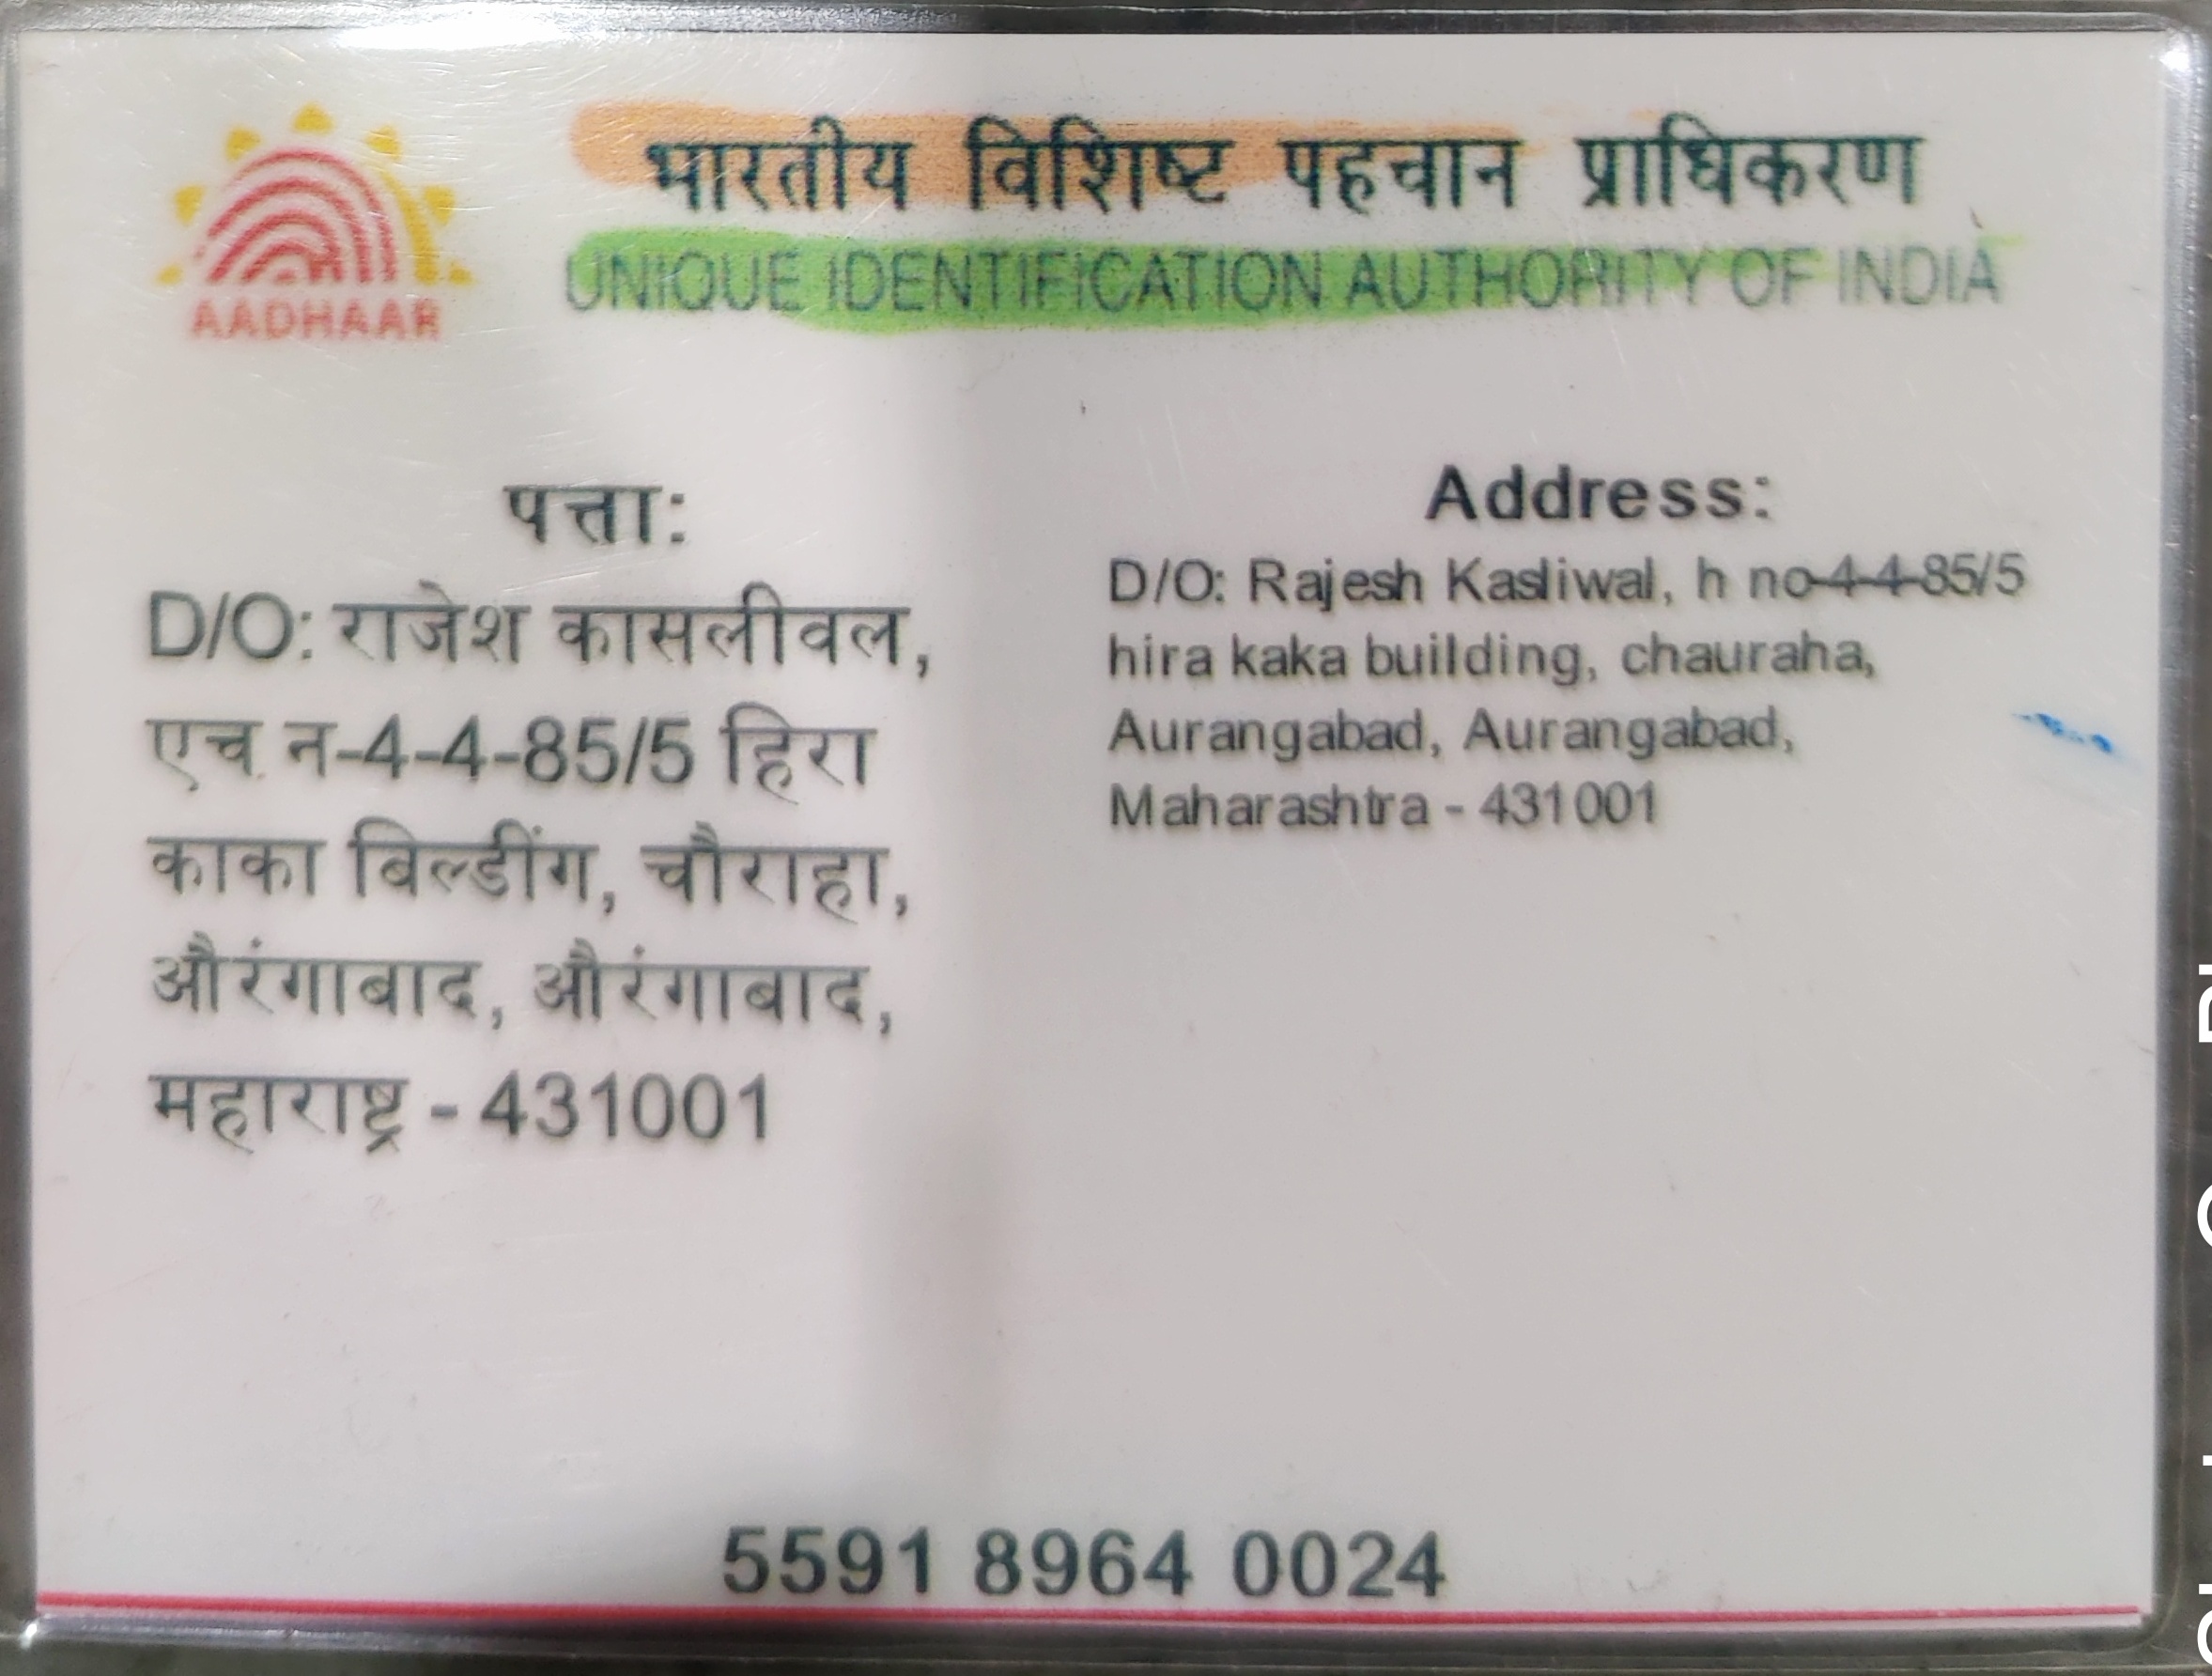 भारतीय विशिष्ट पहचान प्राधिकरण
UNIQUE IDENTIFICATION AUTHORITY OF INDIA
AADHAAR
पत्ता:
D/O: राजेश कासलीवल,
एच न-4-4-85/5 हिरा
काका बिल्डींग, चौराहा,
औरंगाबाद, औरंगाबाद,
महाराष्ट्र - 431001
Address:
D/O: Rajesh Kasliwal, h no-4-4-85/5
hira kaka building, chauraha,
Aurangabad, Aurangabad,
Maharashtra - 431001
5591 8964 0024